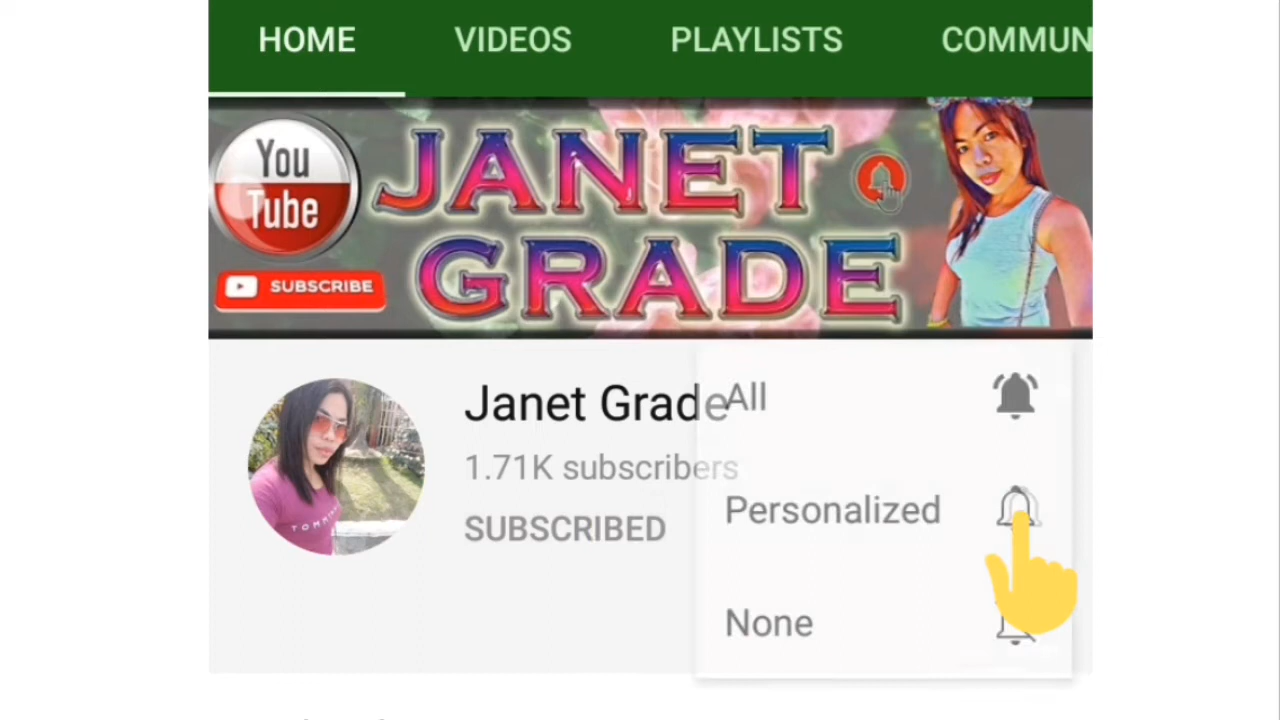 HOME VIDEOS PLAYLISTS COMMUN
You
Tube
JANET
GRADE
SUBSCRIBE
Janet Grade
1.71K subscribers
SUBSCRIBED
All
Personalized
None